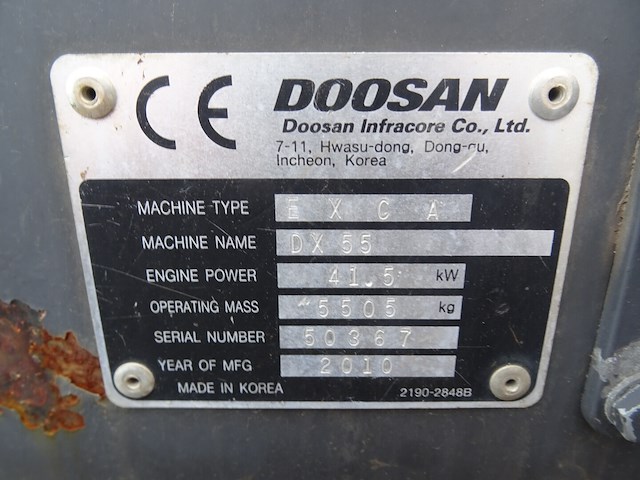 CE DOOSAN
Doosan Infracore Co., Ltd.
7-11, Hwasu-dong, Dong-gu,
Incheon, Korea
MACHINE TYPE EXCA
MACHINE NAME DX55
ENGINE POWER 41.5 kW
OPERATING MASS 5505 kg
SERIAL NUMBER 50367
YEAR OF MFG 2010
MADE IN KOREA 2190-2848B